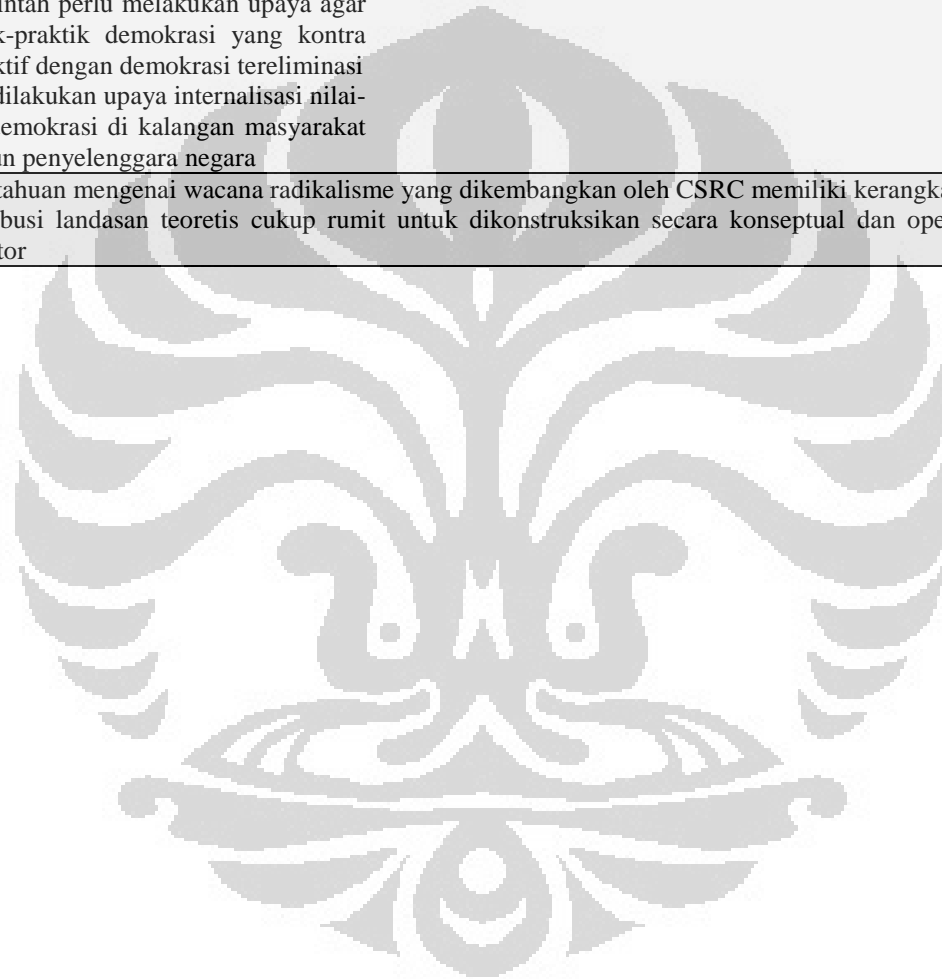 intah perlu melakukan upaya agar
k-praktik demokrasi yang kontra
ktif dengan demokrasi tereliminasi
dilakukan upaya internalisasi nilai-
emokrasi di kalangan masyarakat
un penyelenggara negara
tahuan mengenai wacana radikalisme yang dikembangkan oleh CSRC memiliki kerangka
busi landasan teoretis cukup rumit untuk dikonstruksikan secara konseptual dan ope
tor